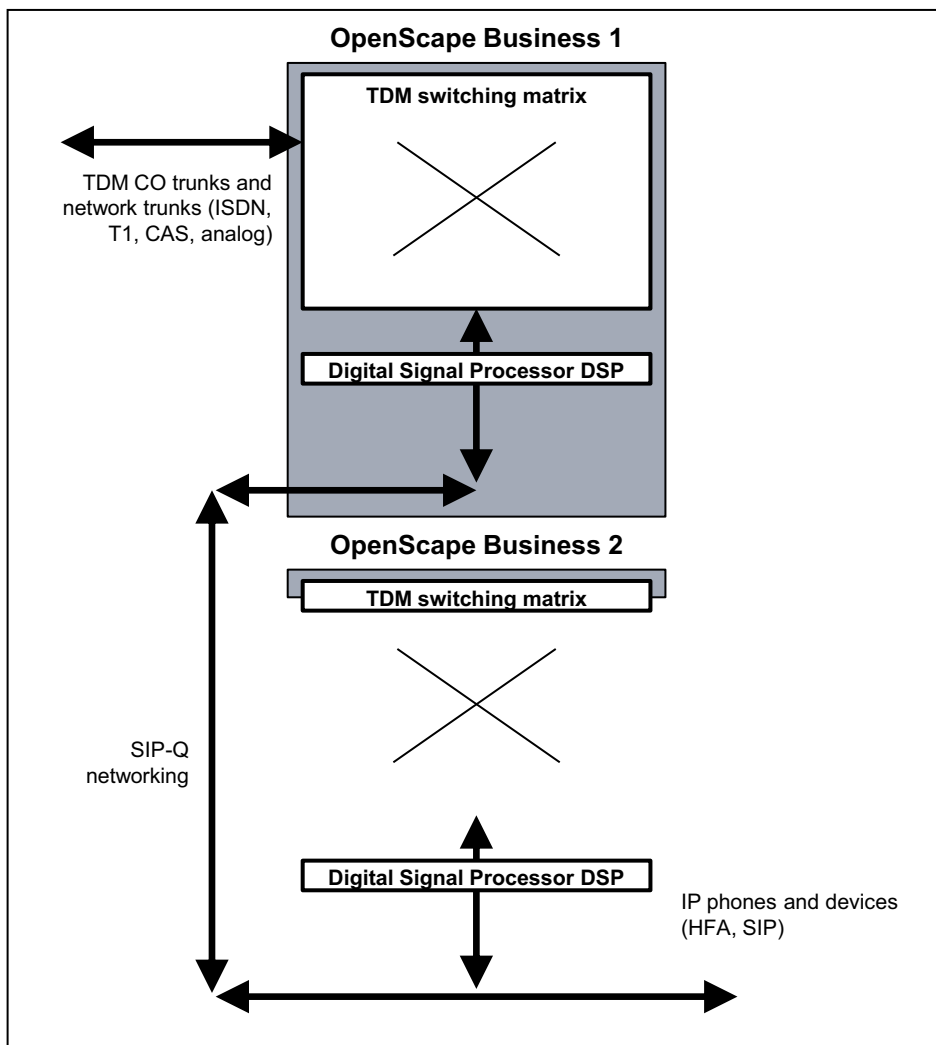 OpenScape Business 1
TDM switching matrix
TDM CO trunks and
network trunks (ISDN,
T1, CAS, analog)
Digital Signal Processor DSP
OpenScape Business 2
TDM switching matrix
SIP-Q
networking
Digital Signal Processor DSP
IP phones and devices
(HFA, SIP)